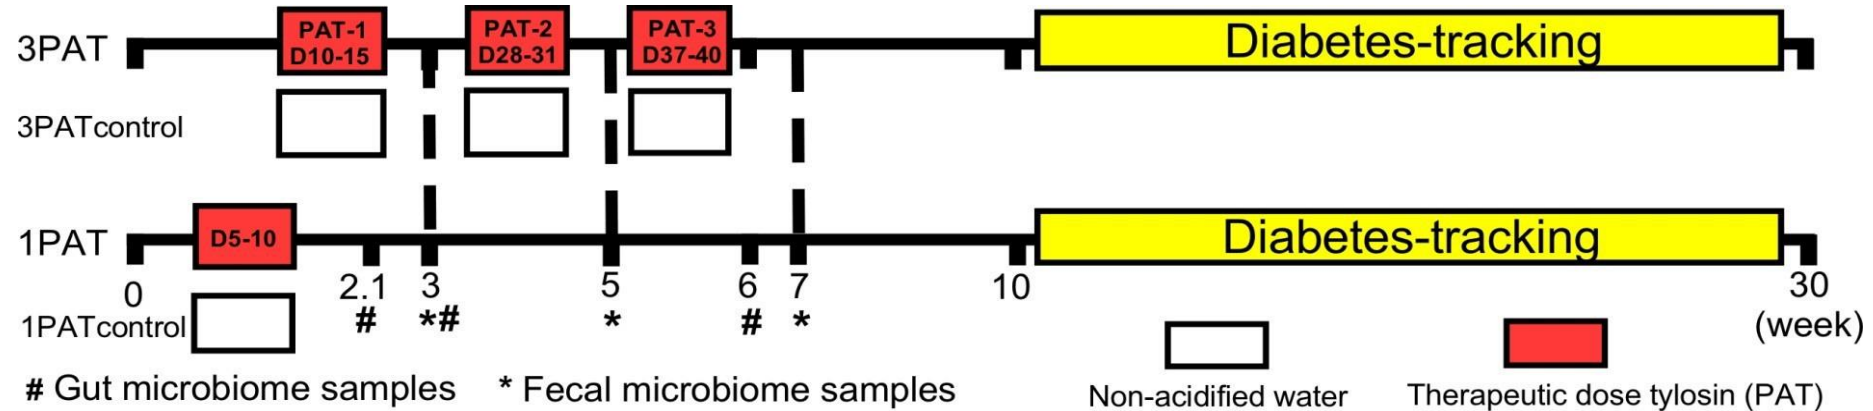 3PAT
PAT-1
D10-15
PAT-2
D28-31
PAT-3
D37-40
Diabetes-tracking
3PATcontrol
1PAT
D5-10
Diabetes-tracking
0
2.1
3
5
6
7
10
30
# *# * # * (week)
1PATcontrol
# Gut microbiome samples
* Fecal microbiome samples
Non-acidified water
Therapeutic dose tylosin (PAT)